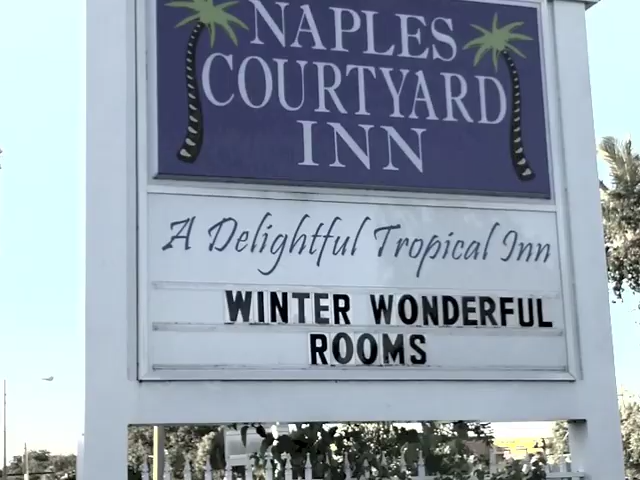 NAPLES
COURTYARD
INN
A Delightful Tropical Inn
WINTER WONDERFUL
ROOMS